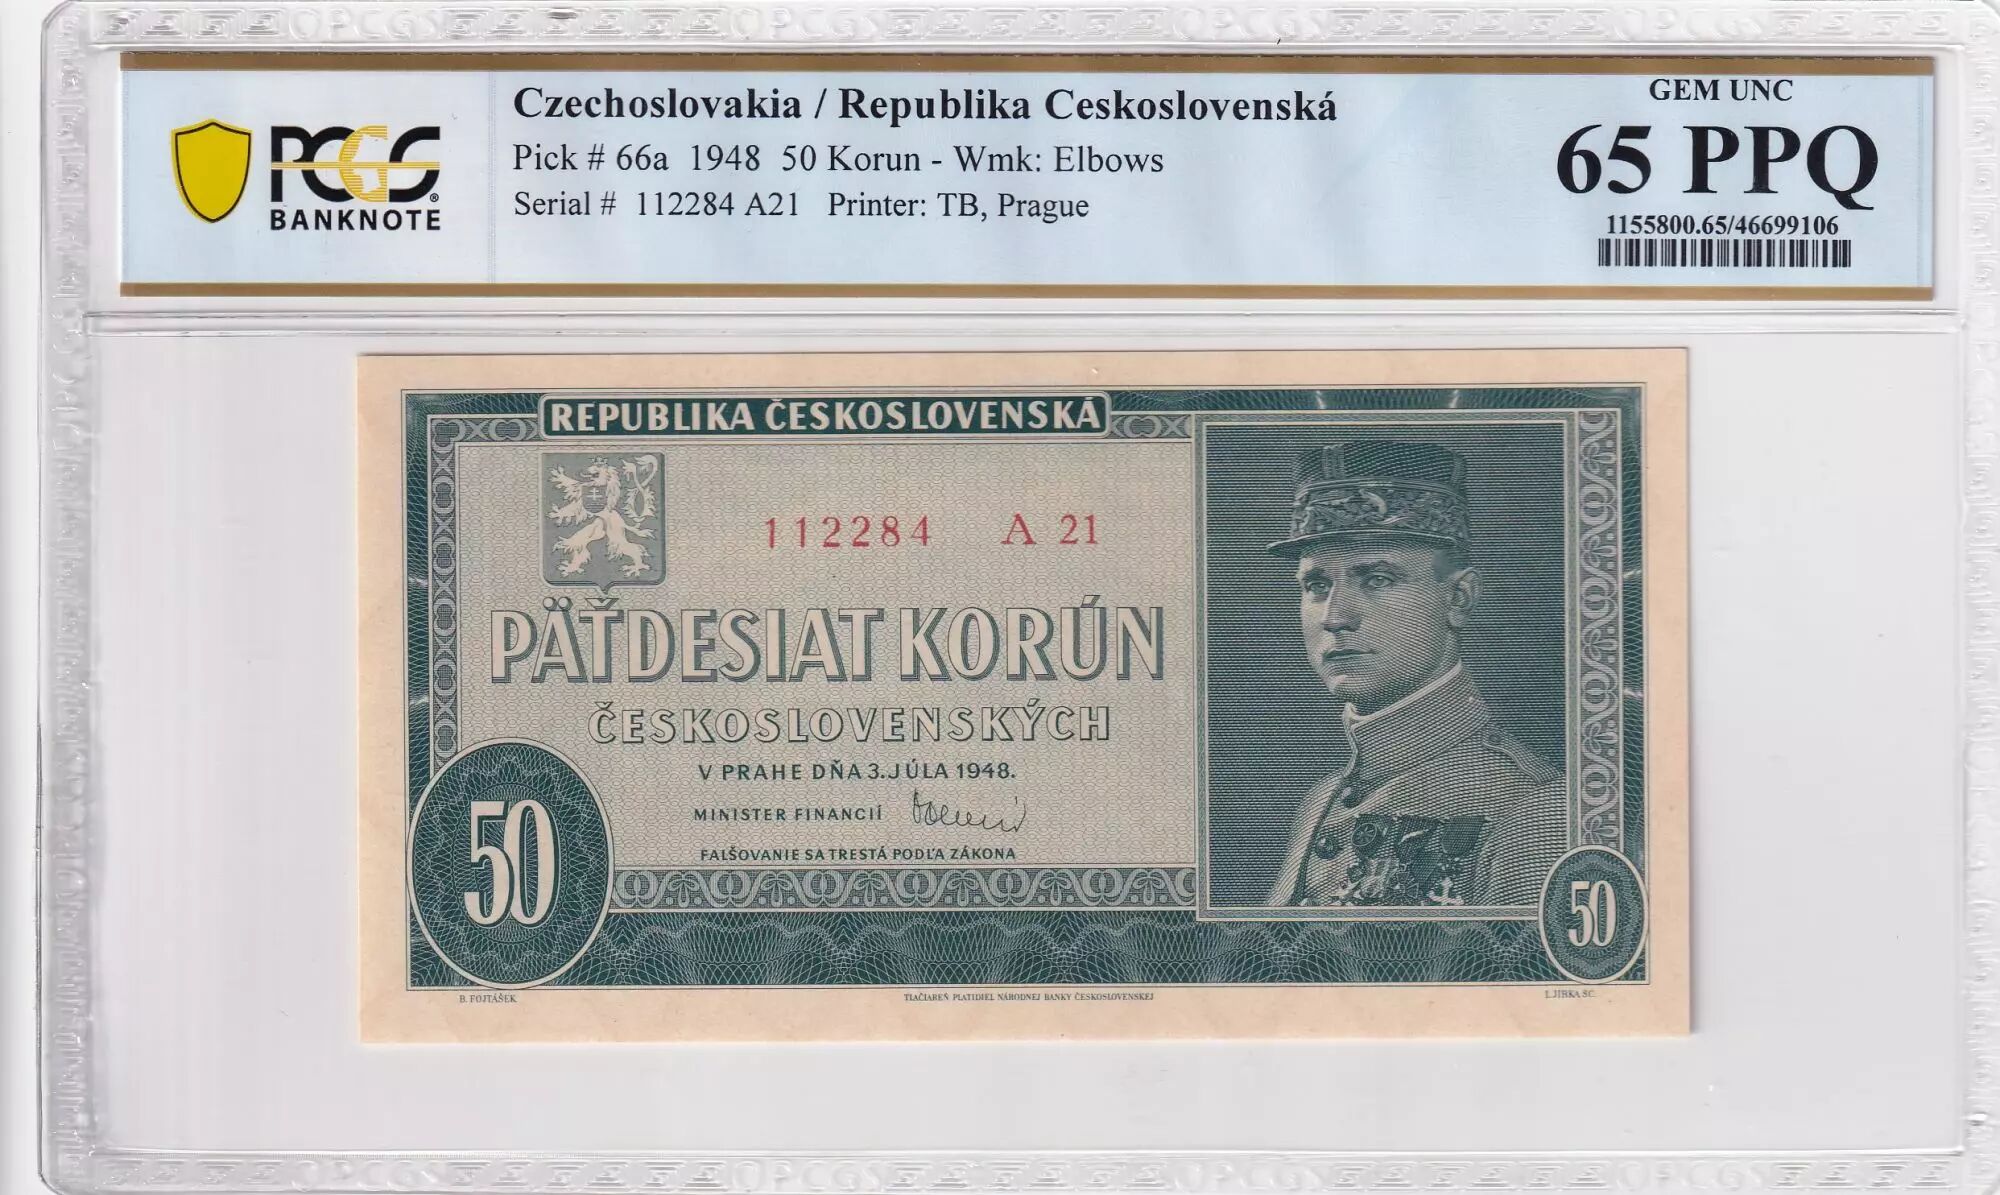 PCGS
BANKNOTE
Czechoslovakia / Republika Ceskoslovenská
Pick # 66a 1948 50 Korun - Wmk: Elbows
Serial # 112284 A21 Printer: TB, Prague
GEM UNC
65 PPQ
1155800.65/46699106
REPUBLIKA ČESKOSLOVENSKÁ
112284 A 21
PÄŤDESIAT KORÚN
ČESKOSLOVENSKÝCH
V PRAHE DŇA 3. JÚLA 1948.
MINISTER FINANCIÍ
FALŠOVANIE SA TRESTÁ PODĽA ZÁKONA
50
50
B. FOJTÁŠEK
TLAČIAREŇ PLATIDIEL NÁRODNEJ BANKY ČESKOSLOVENSKEJ
L. JIRKA SC.